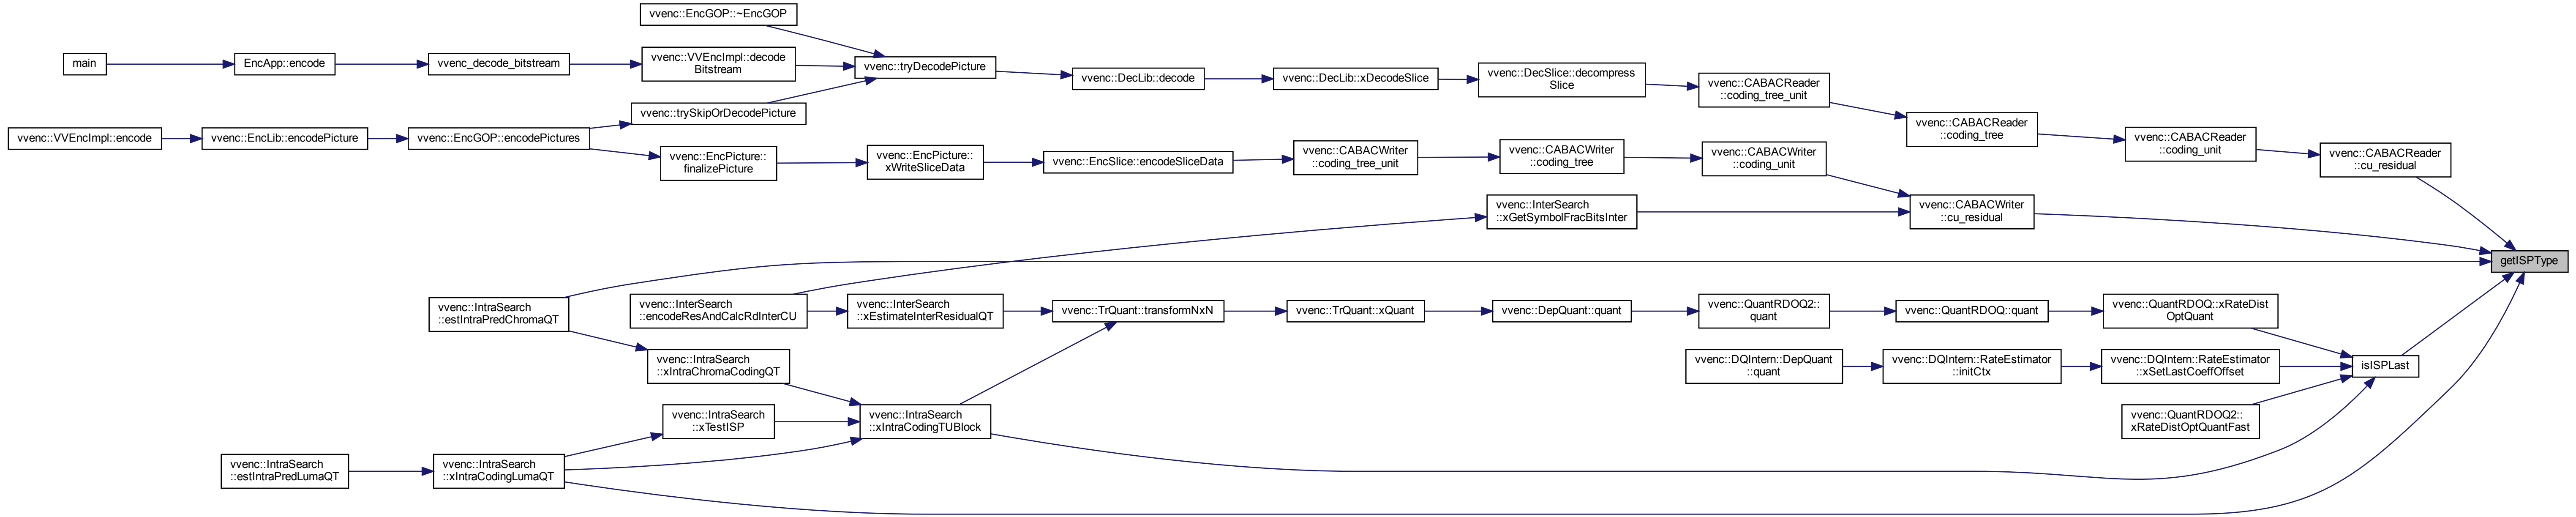 vvenc::EncGOP::~EncGOP
main
EncApp::encode
vvenc_decode_bitstream
vvenc::VVEncImpl::decode
Bitstream
vvenc::tryDecodePicture
vvenc::DecLib::decode
vvenc::DecLib::xDecodeSlice
vvenc::DecSlice::decompress
Slice
vvenc::CABACReader
::coding_tree_unit
vvenc::CABACReader
::coding_tree
vvenc::CABACReader
::coding_unit
vvenc::CABACReader
::cu_residual
vvenc::trySkipOrDecodePicture
vvenc::VVEncImpl::encode
vvenc::EncLib::encodePicture
vvenc::EncGOP::encodePictures
vvenc::EncPicture::
finalizePicture
vvenc::EncPicture::
xWriteSliceData
vvenc::EncSlice::encodeSliceData
vvenc::CABACWriter
::coding_tree_unit
vvenc::CABACWriter
::coding_tree
vvenc::CABACWriter
::coding_unit
vvenc::InterSearch
::xGetSymbolFracBitsInter
vvenc::CABACWriter
::cu_residual
getISPType
vvenc::IntraSearch
::estIntraPredChromaQT
vvenc::InterSearch
::encodeResAndCalcRdInterCU
vvenc::InterSearch
::xEstimateInterResidualQT
vvenc::TrQuant::transformNxN
vvenc::TrQuant::xQuant
vvenc::DepQuant::quant
vvenc::QuantRDOQ2::
quant
vvenc::QuantRDOQ::quant
vvenc::QuantRDOQ::xRateDist
OptQuant
vvenc::IntraSearch
::xIntraChromaCodingQT
vvenc::DQIntern::DepQuant
::quant
vvenc::DQIntern::RateEstimator
::initCtx
vvenc::DQIntern::RateEstimator
::xSetLastCoeffOffset
isISPLast
vvenc::IntraSearch
::xTestISP
vvenc::IntraSearch
::xIntraCodingTUBlock
vvenc::QuantRDOQ2::
xRateDistOptQuantFast
vvenc::IntraSearch
::estIntraPredLumaQT
vvenc::IntraSearch
::xIntraCodingLumaQT